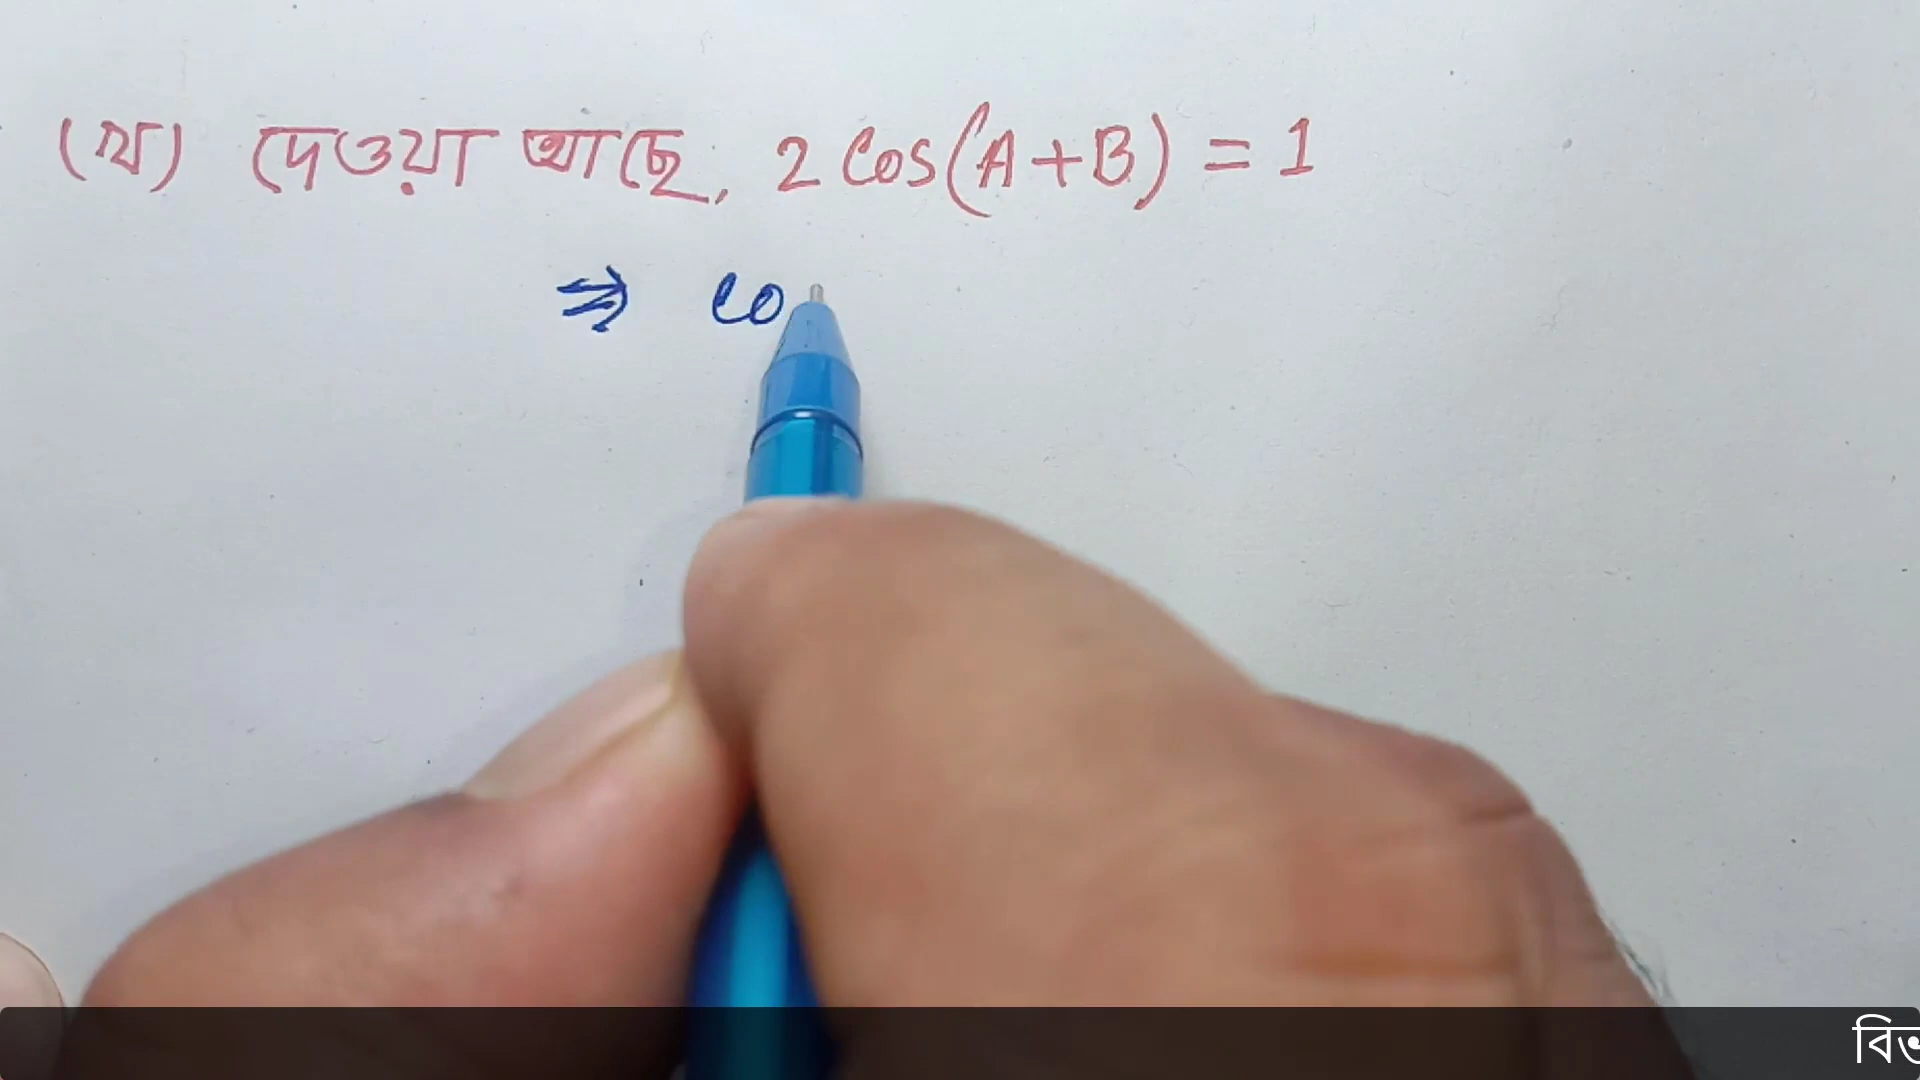 (খ) দেওয়া আছে, 2 Cos(A+B) = 1
⇒ co